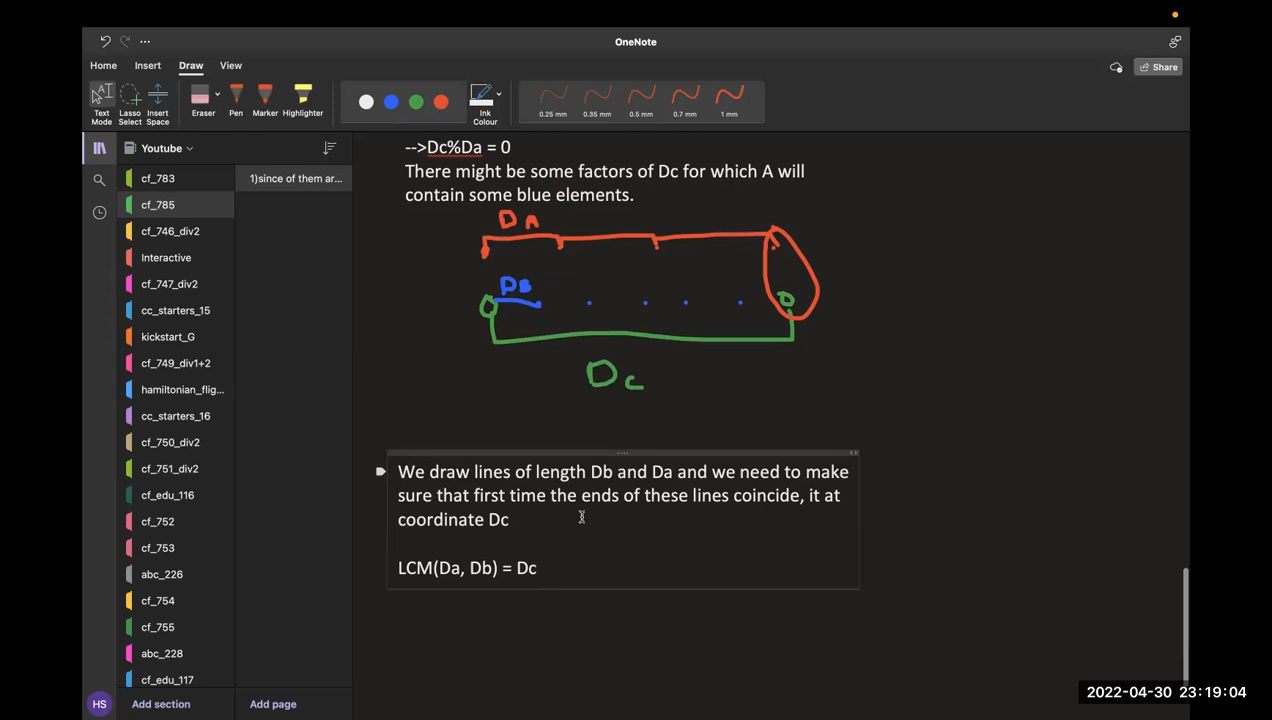 OneNote
Home Insert Draw View
Share
Text Mode
Lasso Select
Insert Space
Eraser
Pen
Marker
Highlighter
Ink Colour
0.25 mm 0.35 mm 0.5 mm 0.7 mm 1 mm
Youtube
cf_783
cf_785
cf_746_div2
Interactive
cf_747_div2
cc_starters_15
kickstart_G
cf_749_div1+2
hamiltonian_flig...
cc_starters_16
cf_750_div2
cf_751_div2
cf_edu_116
cf_752
cf_753
abc_226
cf_754
cf_755
abc_228
cf_edu_117
HS
Add section
1)since of them ar...
Add page
-->Dc%Da = 0
There might be some factors of Dc for which A will
contain some blue elements.
DA
DB
Dc
We draw lines of length Db and Da and we need to make
sure that first time the ends of these lines coincide, it at
coordinate Dc
LCM(Da, Db) = Dc
2022-04-30 23:19:04